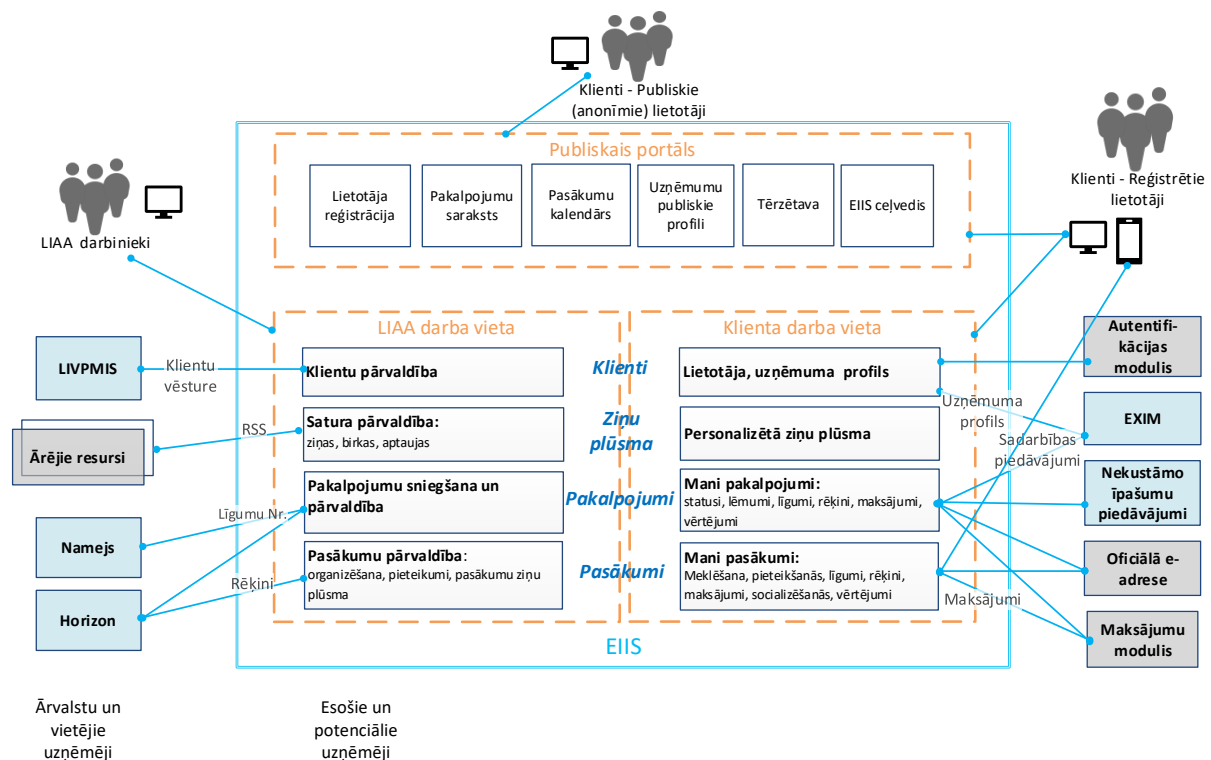 Klienti - Publiskie
(anonīmie) lietotāji
LIAA darbinieki
Klienti - Reģistrētie
lietotāji
Publiskais portāls
Lietotāja
reģistrācija
Pakalpojumu
saraksts
Pasākumu
kalendārs
Uzņēmumu
publiskie
profili
Tērzētava
EIIS ceļvedis
LIAA darba vieta
Klienta darba vieta
LIVPMIS
Klientu
vēsture
Klientu pārvaldība
Klienti
Lietotāja, uzņēmuma profils
Autentifi-
kācijas
modulis
Ārējie resursi
RSS
Satura pārvaldība:
ziņas, birkas, aptaujas
Ziņu
plūsma
Personalizētā ziņu plūsma
Uzņēmuma
profils
EXIM
Sadarbības
piedāvājumi
Namejs
Līgumu Nr.
Pakalpojumu sniegšana un
pārvaldība
Pakalpojumi
Mani pakalpojumi:
statusi, lēmumi, līgumi, rēķini, maksājumi,
vērtējumi
Nekustāmo
īpašumu
piedāvājumi
Horizon
Rēķini
Pasākumu pārvaldība:
organizēšana, pieteikumi, pasākumu ziņu
plūsma
Pasākumi
Mani pasākumi:
Meklēšana, pieteikšanās, līgumi, rēķini,
maksājumi, socializēšanās, vērtējumi
Maksājumi
Oficiālā e-
adrese
Maksājumu
modulis
EIIS
Ārvalstu un
vietējie
uzņēmēji
Esošie un
potenciālie
uzņēmēji